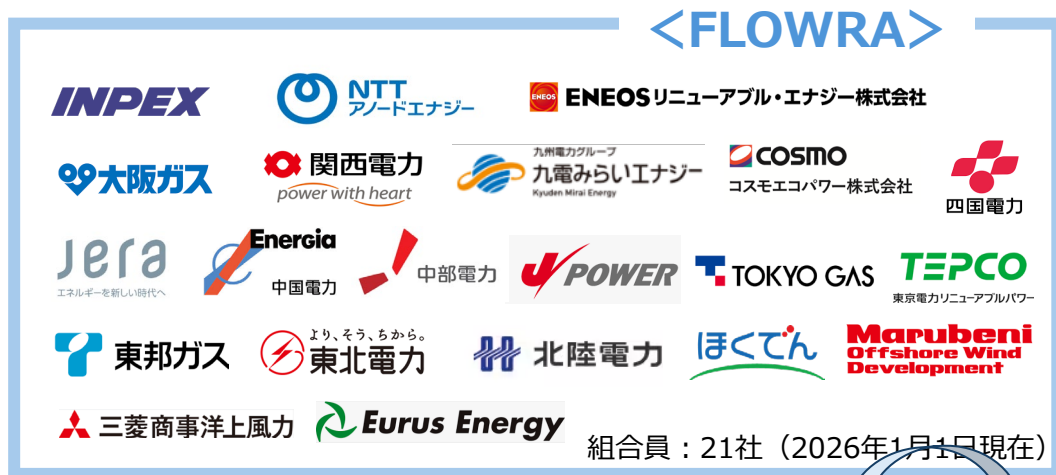 ＜FLOWRA＞
INPEX
NTT
アノードエナジー
ENEOS
ENEOSリニューアブル・エナジー株式会社
大阪ガス
関西電力
power with heart
九州電力グループ
九電みらいエナジー
Kyuden Mirai Energy
COSMO
コスモエコパワー株式会社
四国電力
Jera
エネルギーを新しい時代へ
Energia
中国電力
中部電力
J POWER
TOKYO GAS
TEPCO
東京電力リニューアブルパワー
東邦ガス
より、そう、ちから。
東北電力
北陸電力
ほくでん
Marubeni
Offshore Wind
Development
三菱商事洋上風力
Eurus Energy
組合員：21社（2026年1月1日現在）